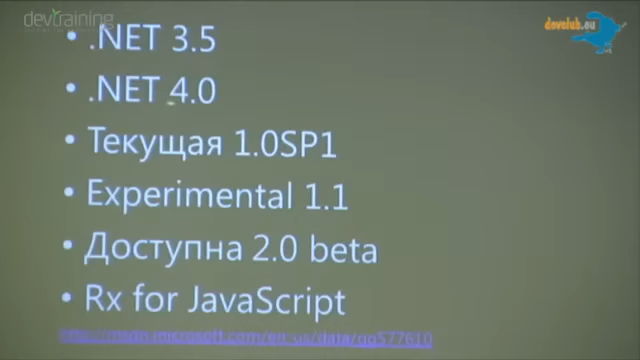 devtraining
devclub.eu
• .NET 3.5
• .NET 4.0
• Текущая 1.0SP1
• Experimental 1.1
• Доступна 2.0 beta
• Rx for JavaScript
http://msdn.microsoft.com/en-us/data/gg577610